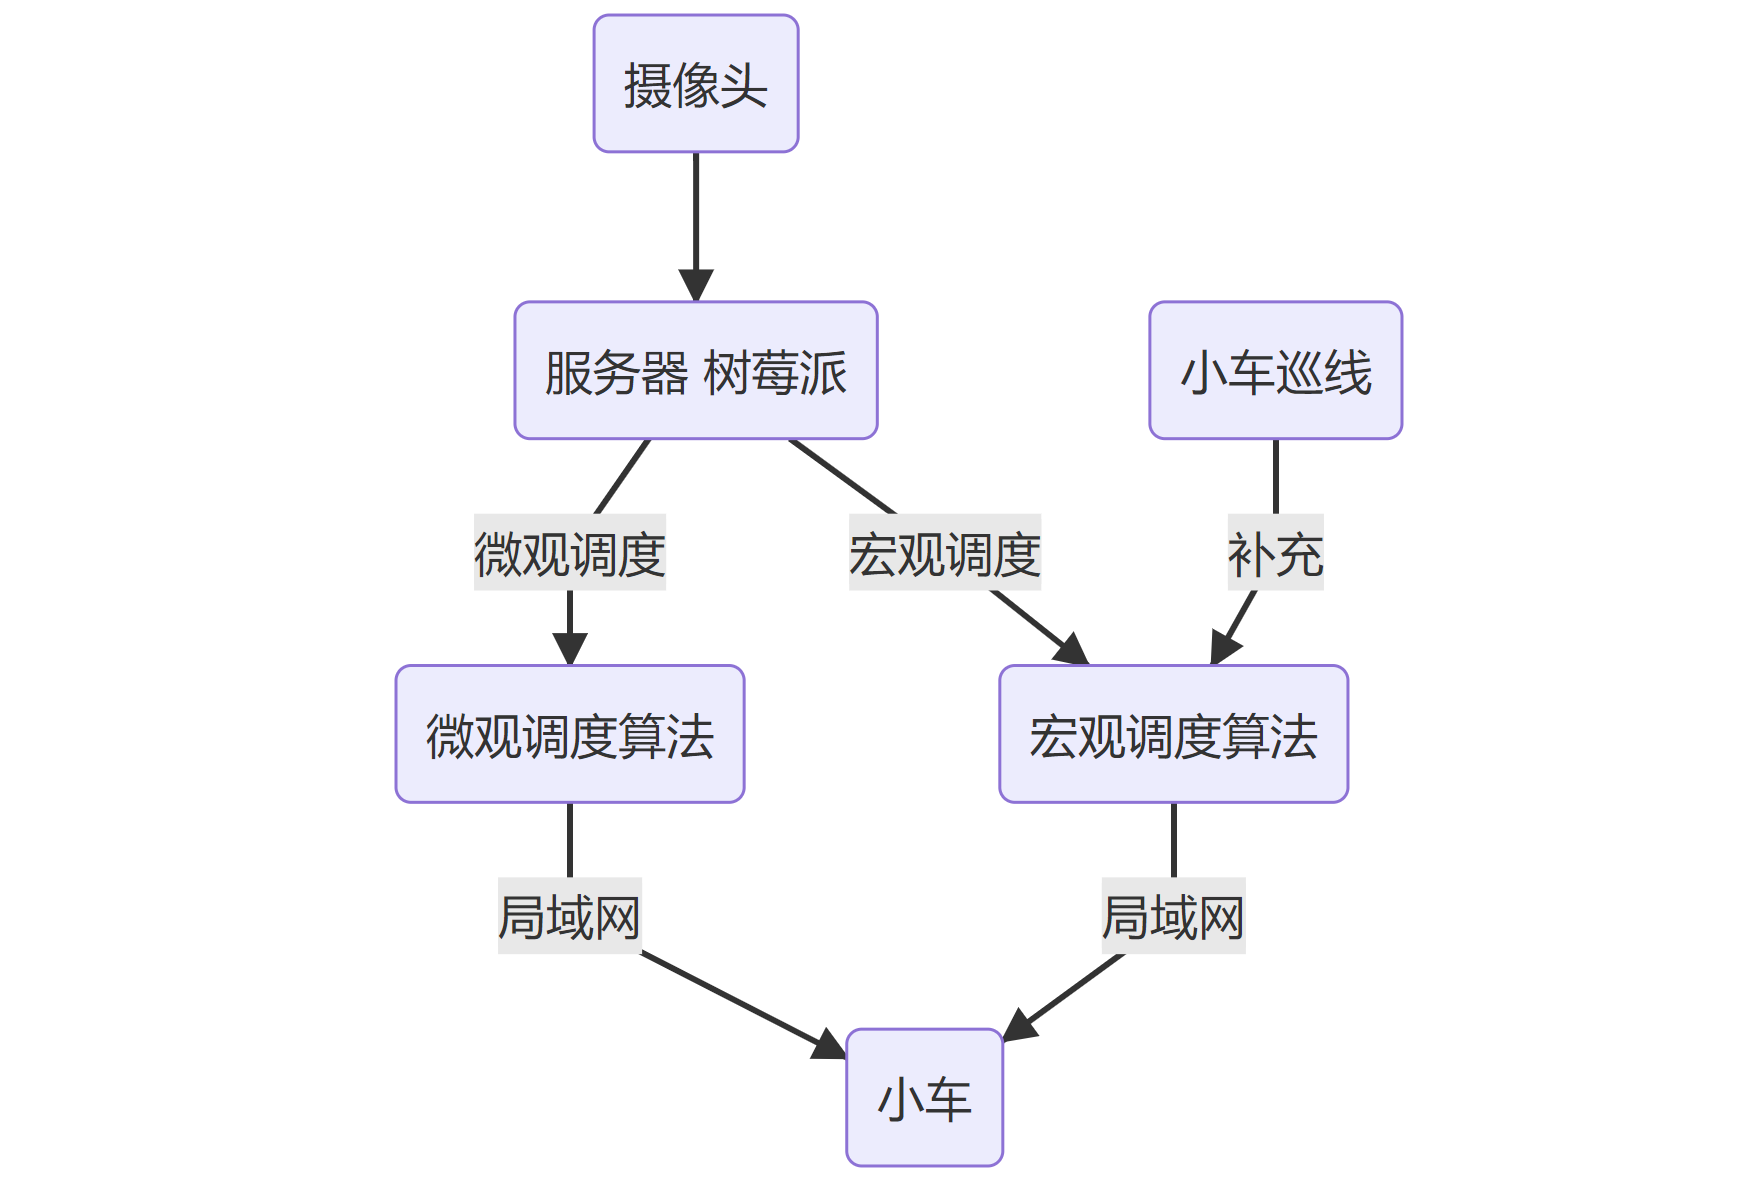 摄像头
服务器 树莓派
小车巡线
微观调度
宏观调度
补充
微观调度算法
宏观调度算法
局域网
局域网
小车